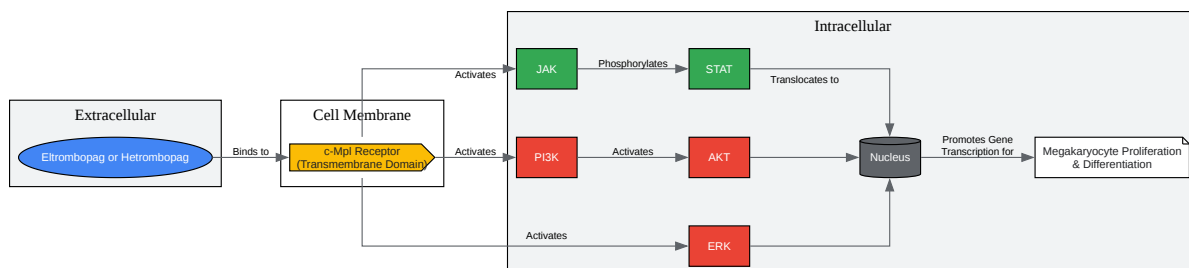 Intracellular
JAK
Phosphorylates
STAT
Activates
Translocates to
Extracellular
Cell Membrane
Eltrombopag or Hetrombopag
Binds to
c-Mpl Receptor
(Transmembrane Domain)
Activates
PI3K
Activates
AKT
Nucleus
Promotes Gene
Transcription for
Megakaryocyte Proliferation
& Differentiation
Activates
ERK